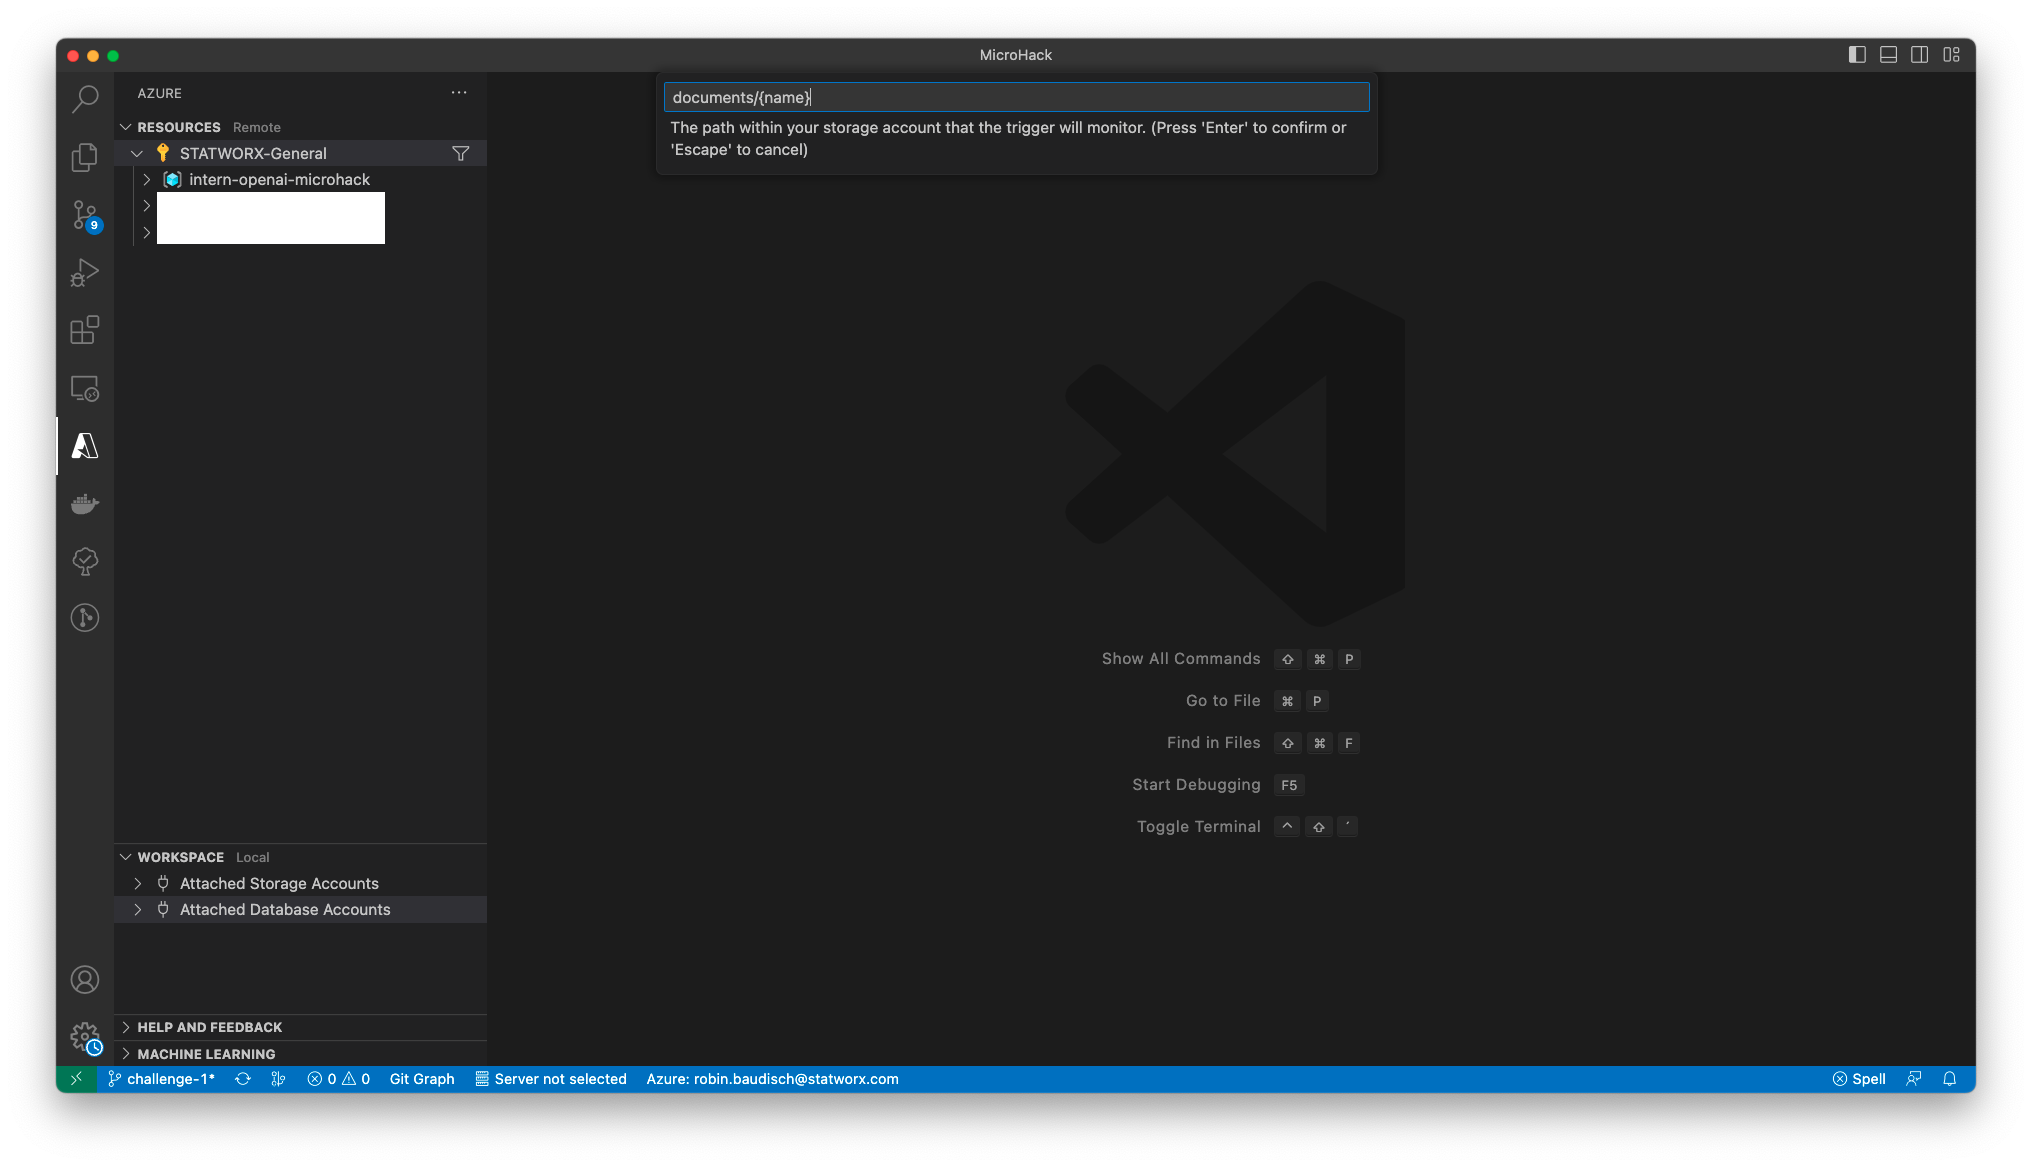 MicroHack
AZURE
RESOURCES Remote
STATWORX-General
intern-openai-microhack
documents/{name}
The path within your storage account that the trigger will monitor. (Press 'Enter' to confirm or
'Escape' to cancel)
9
Show All Commands ⇧ ⌘ P
Go to File ⌘ P
Find in Files ⇧ ⌘ F
Start Debugging F5
Toggle Terminal ^ ⇧ ´
WORKSPACE Local
Attached Storage Accounts
Attached Database Accounts
HELP AND FEEDBACK
MACHINE LEARNING
challenge-1* 0 0 Git Graph Server not selected Azure: robin.baudisch@statworx.com Spell